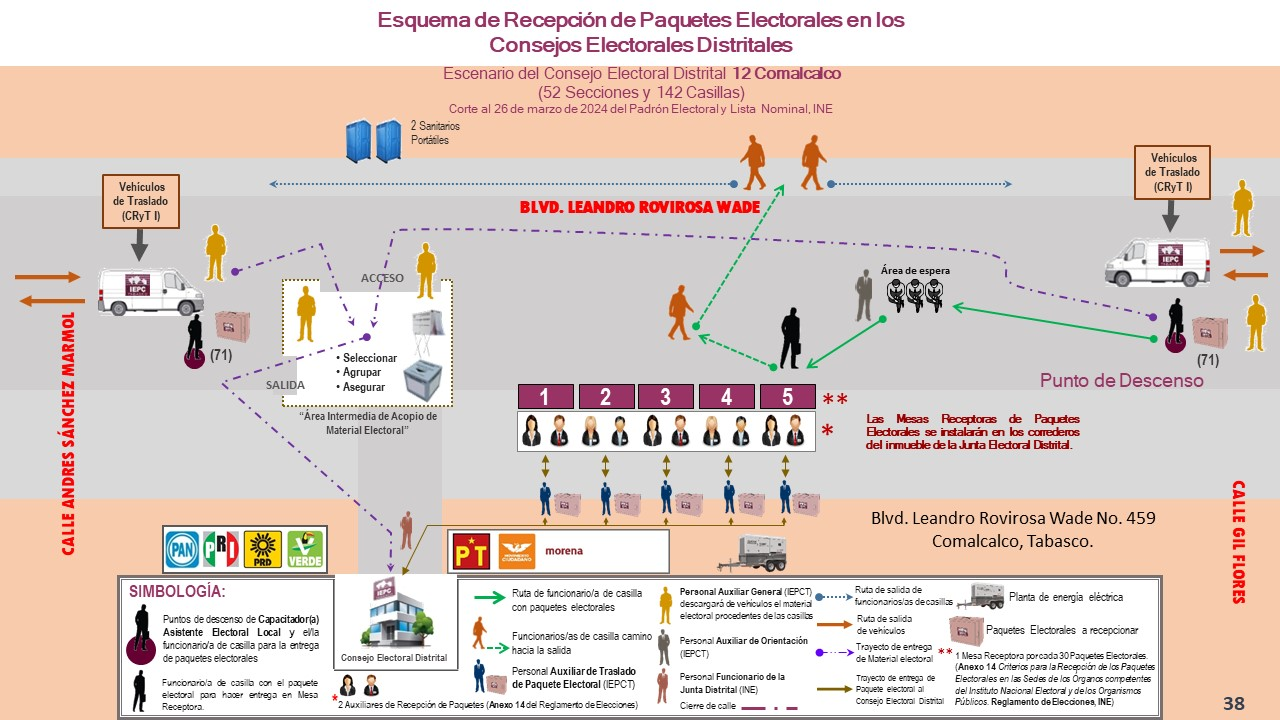 Esquema de Recepción de Paquetes Electorales en los
Consejos Electorales Distritales
Escenario del Consejo Electoral Distrital 12 Comalcalco
(52 Secciones y 142 Casillas)
Corte al 26 de marzo de 2024 del Padrón Electoral y Lista Nominal, INE
2 Sanitarios
Portátiles
Vehículos
de Traslado
(CRyT I)
Vehículos
de Traslado
(CRyT I)
BLVD. LEANDRO ROVIROSA WADE
ACCESO
Área de espera
IEPC
IEPC
(71)
(71)
• Seleccionar
• Agrupar
• Asegurar
SALIDA
"Área Intermedia de Acopio de
Material Electoral"
Punto de Descenso
1 2 3 4 5 **
*
Las Mesas Receptoras de Paquetes
Electorales se instalarán en los corredores
del inmueble de la Junta Electoral Distrital.
CALLE ANDRES SÁNCHEZ MARMOL
CALLE GIL FLORES
Blvd. Leandro Rovirosa Wade No. 459
Comalcalco, Tabasco.
PAN PRD PRD VERDE
PT MOVIMIENTO CIUDADANO morena
SIMBOLOGÍA:
Puntos de descenso de Capacitador(a)
Asistente Electoral Local y el/la
funcionario/a de casilla para la entrega
de paquetes electorales
Funcionario/a de casilla con el paquete
electoral para hacer entrega en Mesa
Receptora.
IEPC
Consejo Electoral Distrital
* 2 Auxiliares de Recepción de Paquetes (Anexo 14 del Reglamento de Elecciones)
Ruta de funcionario/a de casilla
con paquetes electorales
Funcionarios/as de casilla camino
hacia la salida
Personal Auxiliar de Traslado
de Paquete Electoral (IEPCT)
Personal Auxiliar General (IEPCT)
descargará de vehículos el material
electoral procedentes de las casillas
Personal Auxiliar de Orientación
(IEPCT)
Personal Funcionario de la
Junta Distrital (INE)
Cierre de calle
Ruta de salida de
funcionarios/as de casillas
Ruta de salida
de vehículos
Trayecto de entrega
de Material electoral
Trayecto de entrega de
Paquete electoral al
Consejo Electoral Distrital
Planta de energía eléctrica
Paquetes Electorales a recepcionar
** 1 Mesa Receptora por cada 30 Paquetes Electorales.
(Anexo 14 Criterios para la Recepción de los Paquetes
Electorales en las Sedes de los Órganos competentes
del Instituto Nacional Electoral y de los Organismos
Públicos. Reglamento de Elecciones, INE)
38